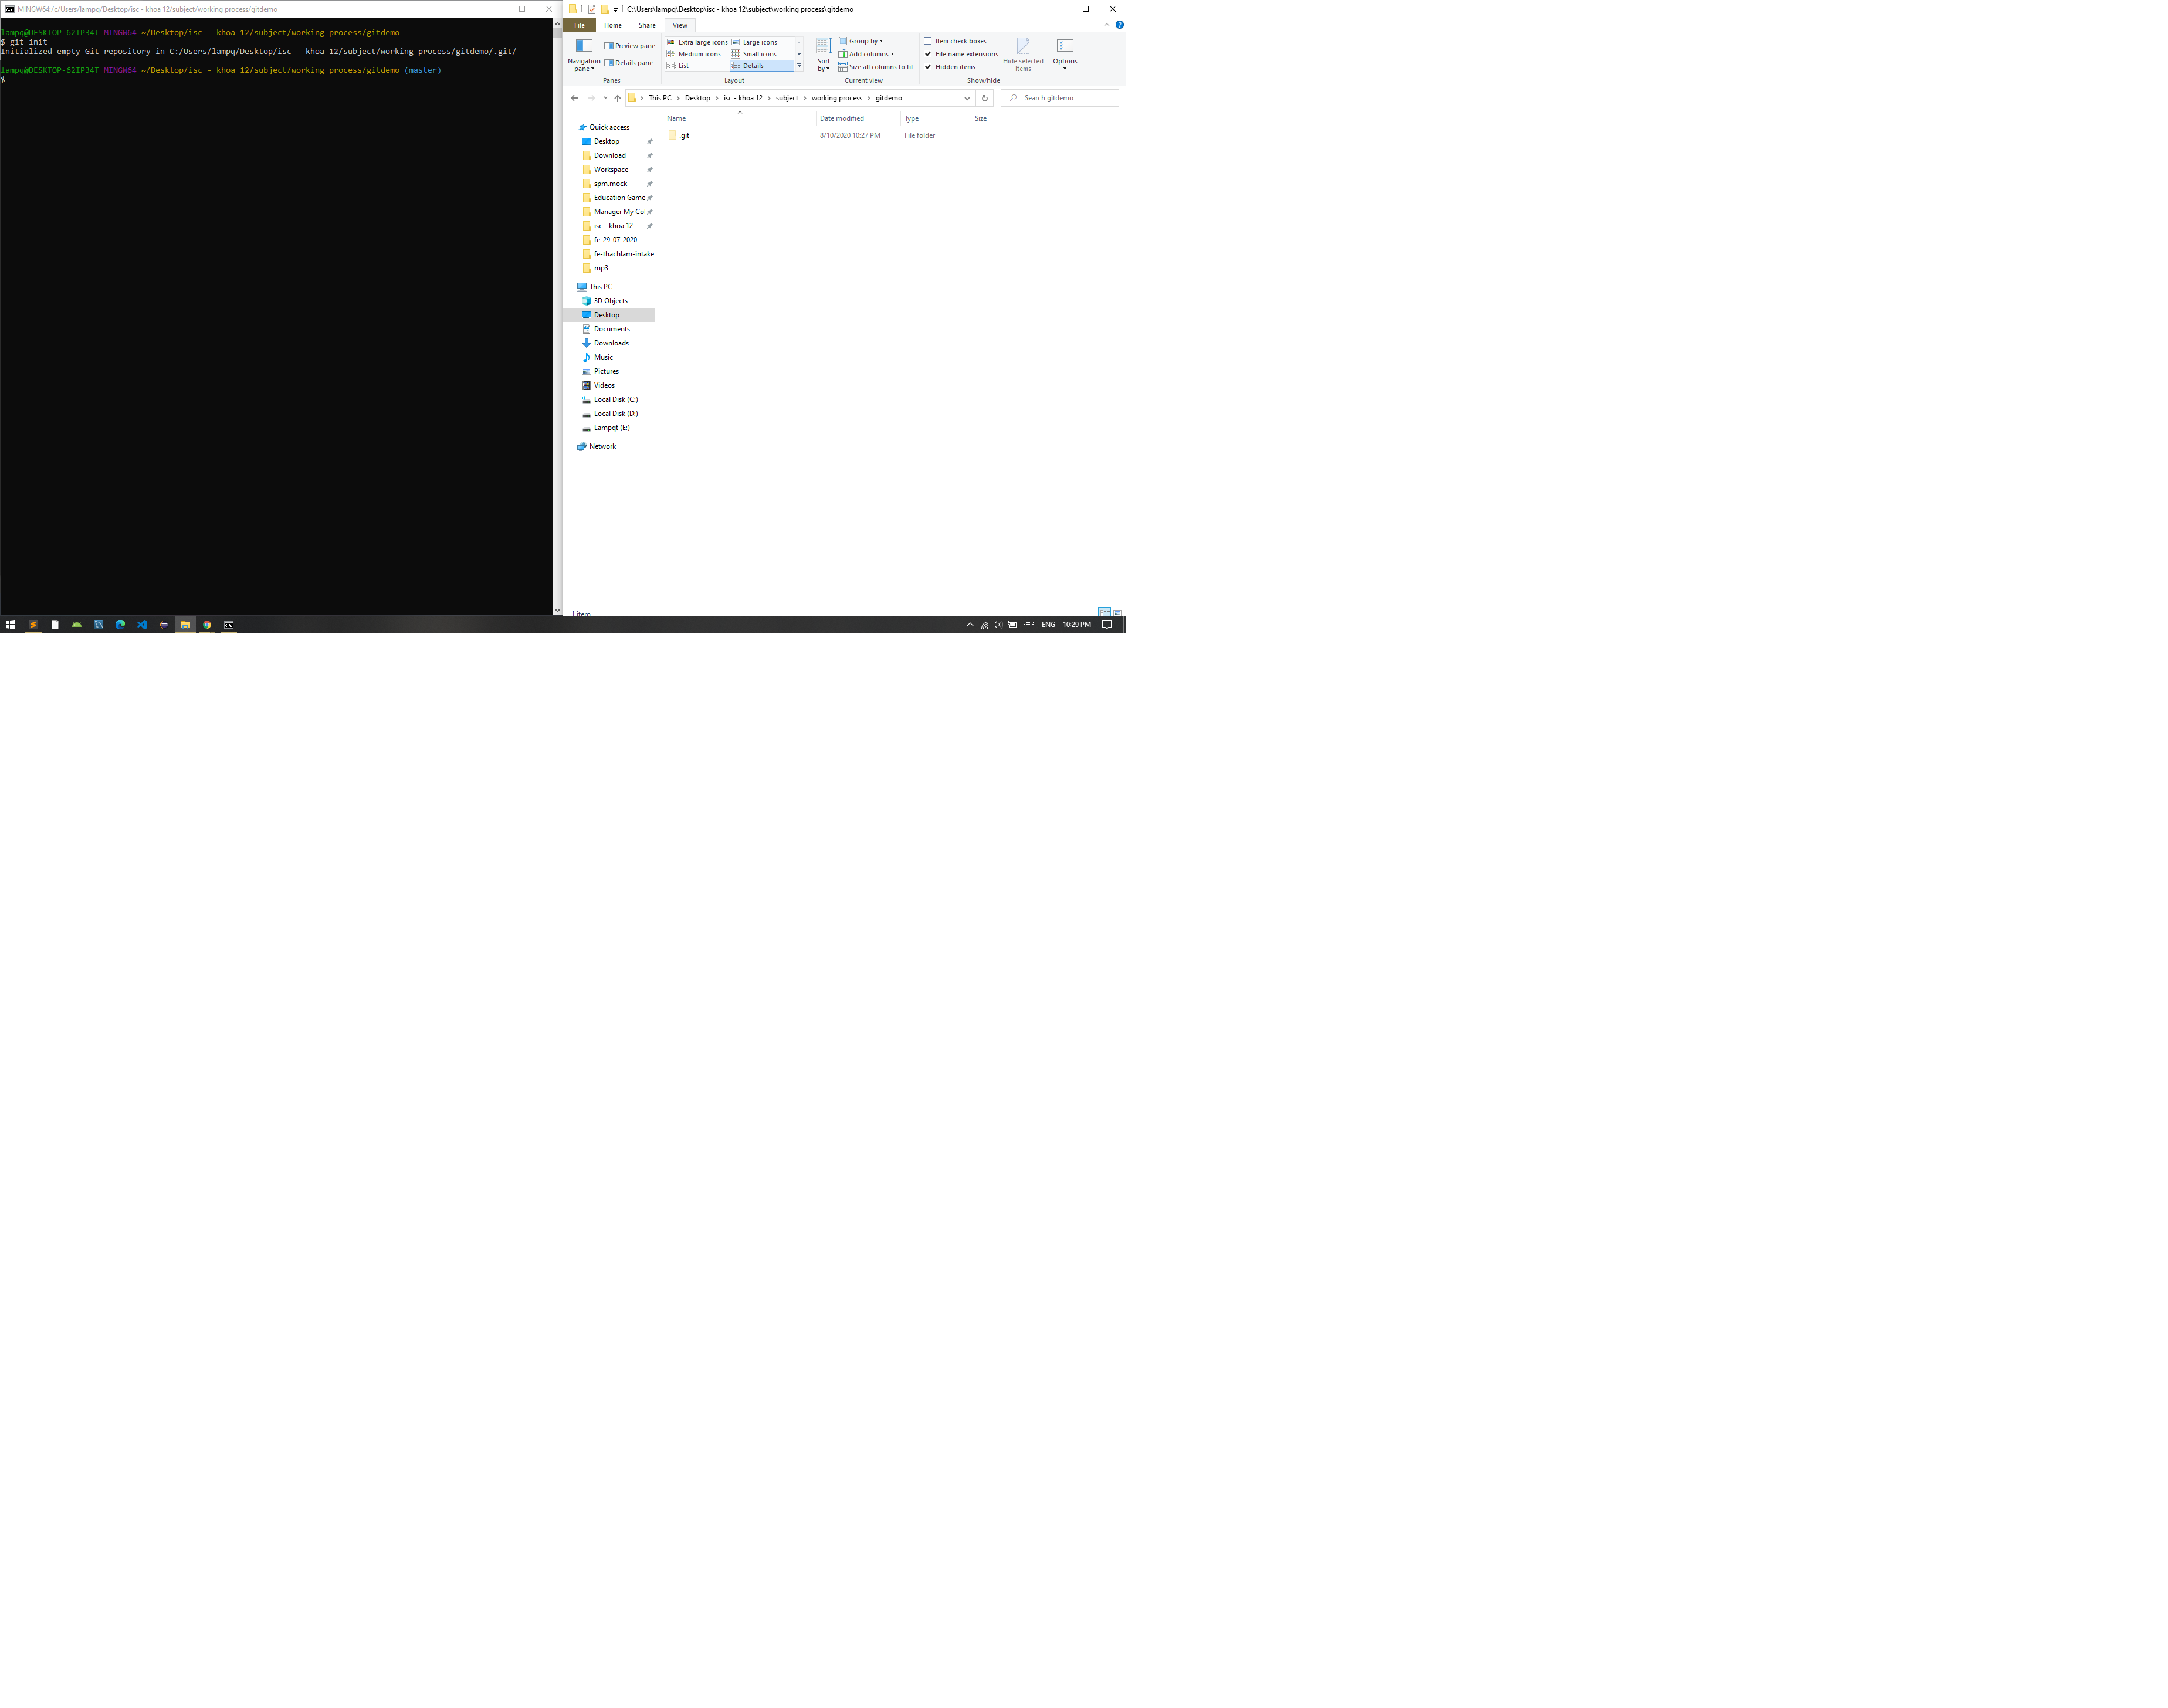 MINGW64:/c/Users/lampq/Desktop/isc - khoa 12/subject/working process/gitdemo
lampq@DESKTOP-62IP34T MINGW64 ~/Desktop/isc - khoa 12/subject/working process/gitdemo
$ git init
Initialized empty Git repository in C:/Users/lampq/Desktop/isc - khoa 12/subject/working process/gitdemo/.git/
lampq@DESKTOP-62IP34T MINGW64 ~/Desktop/isc - khoa 12/subject/working process/gitdemo (master)
$
C:\Users\lampq\Desktop\isc - khoa 12\subject\working process\gitdemo
File Home Share View
Navigation pane
Preview pane
Details pane
Panes
Extra large icons Large icons
Medium icons Small icons
List Details
Layout
Sort by
Group by
Add columns
Size all columns to fit
Current view
Item check boxes
File name extensions
Hidden items
Hide selected items
Show/hide
Options
This PC Desktop isc - khoa 12 subject working process gitdemo
Search gitdemo
Name Date modified Type Size
.git 8/10/2020 10:27 PM File folder
Quick access
Desktop
Download
Workspace
spm.mock
Education Game
Manager My Co
isc - khoa 12
fe-29-07-2020
fe-thachlam-intake
mp3
This PC
3D Objects
Desktop
Documents
Downloads
Music
Pictures
Videos
Local Disk (C:)
Local Disk (D:)
Lampqt (E:)
Network
1 item
ENG 10:29 PM